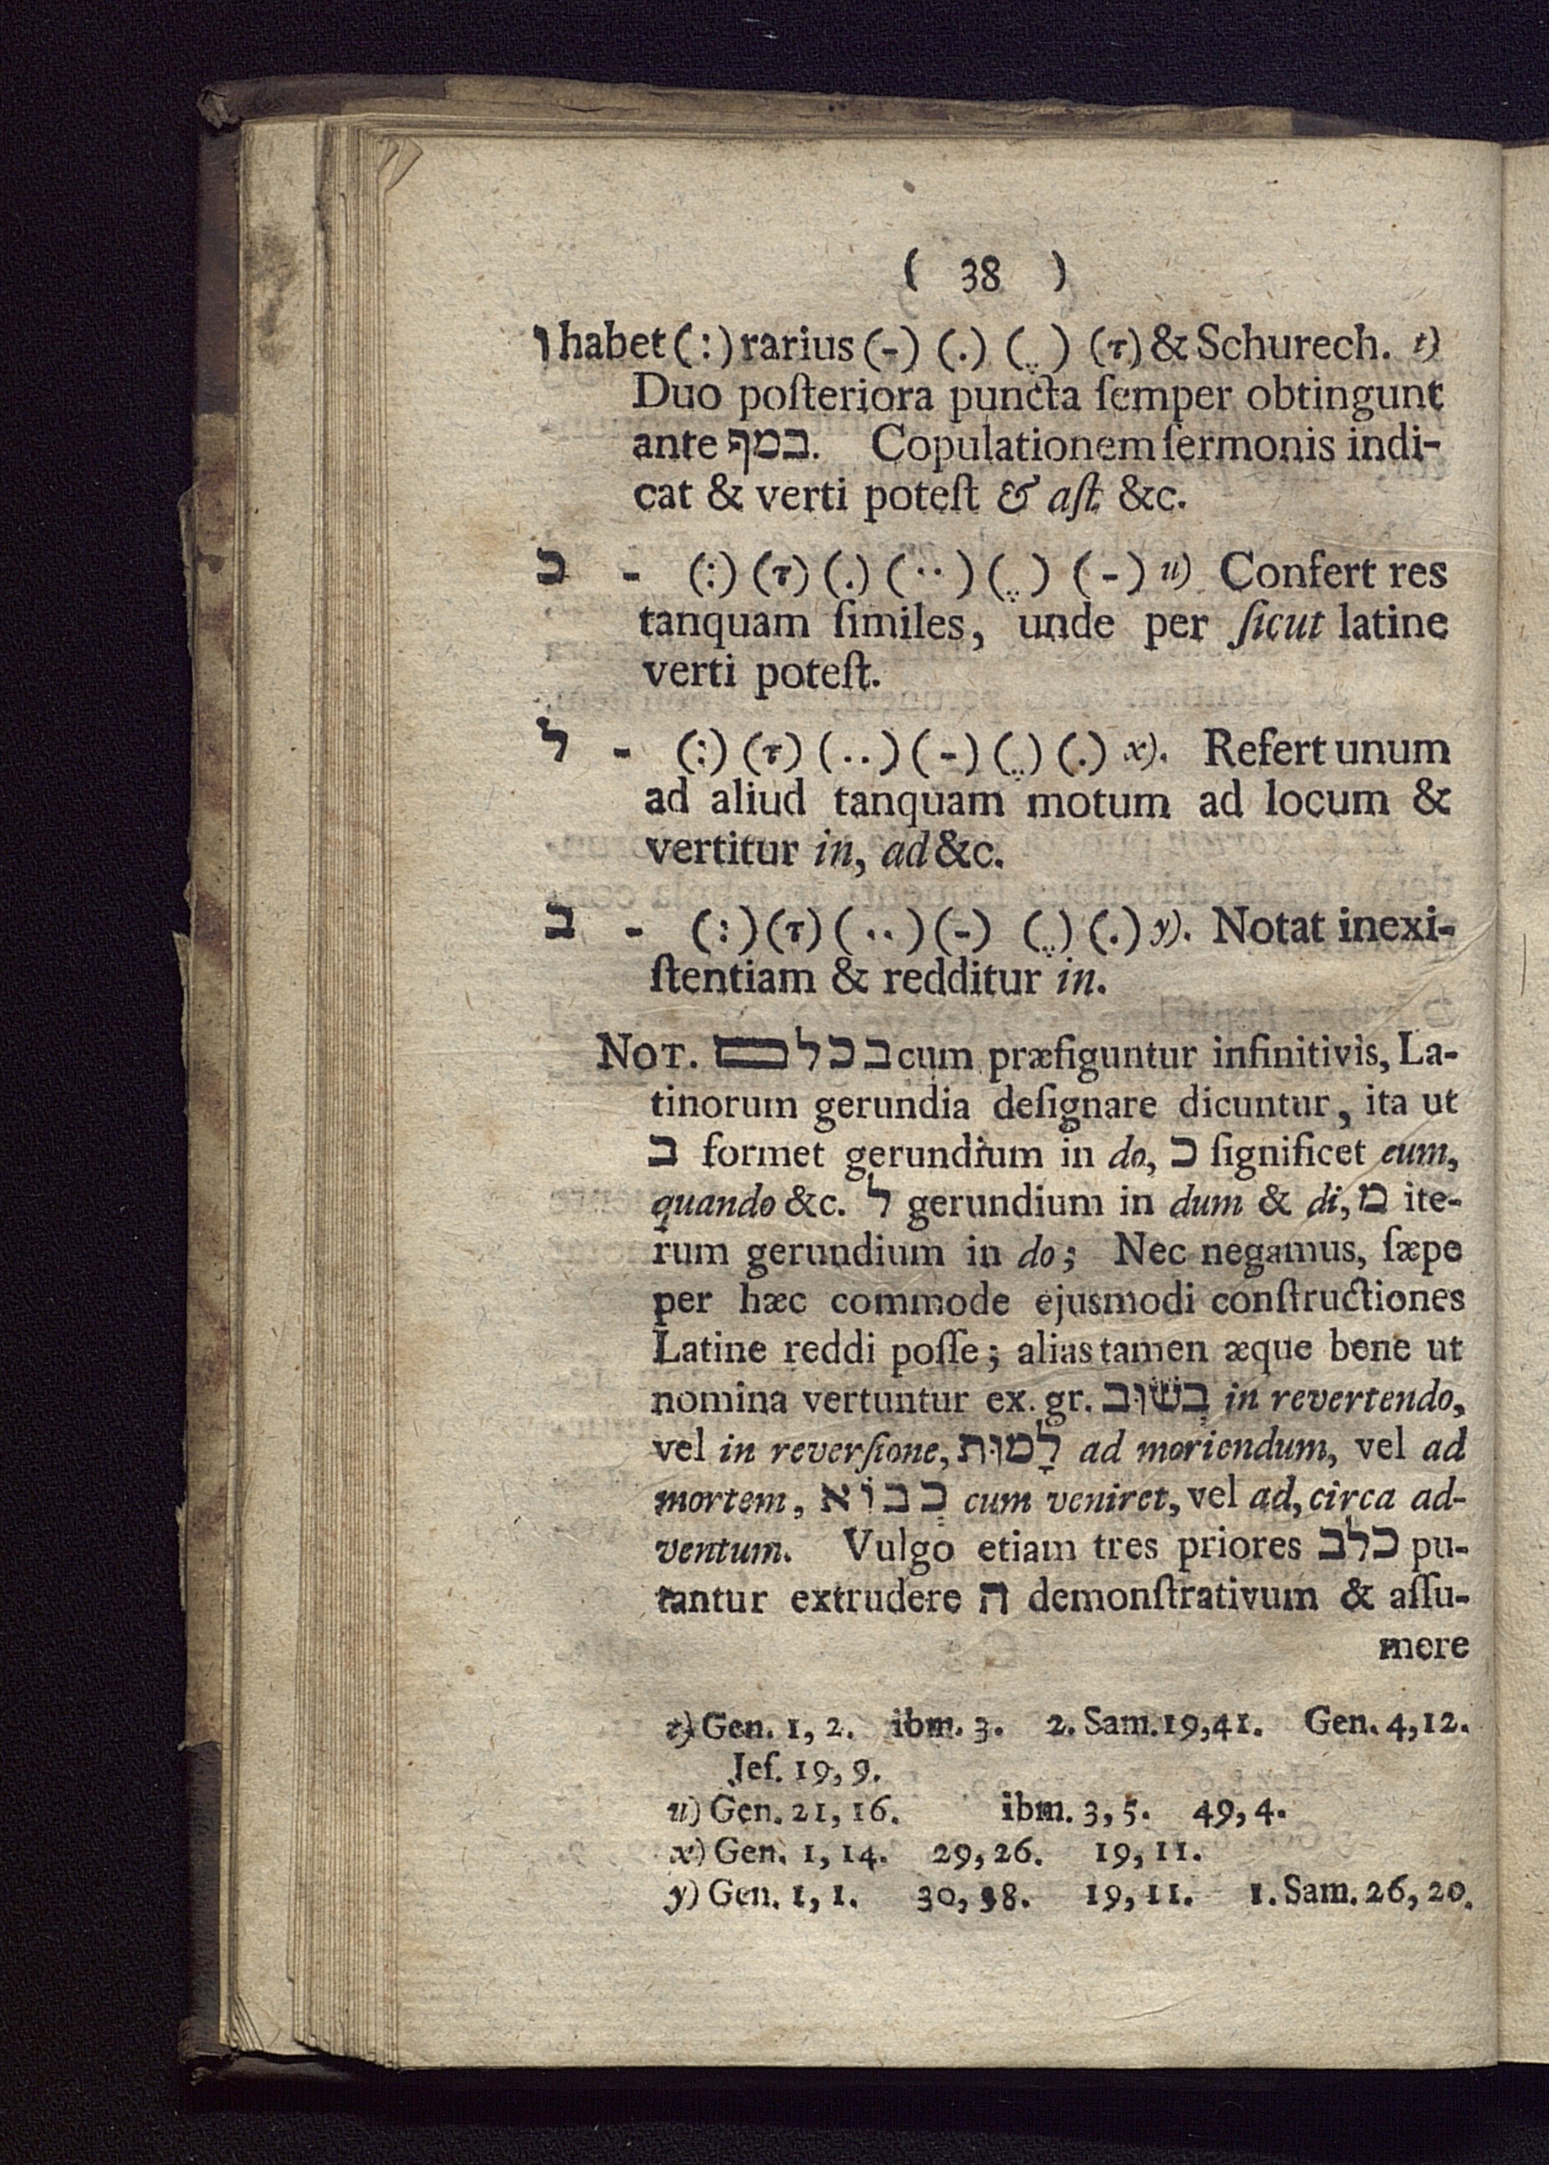 ( 38 )
ו habet (:) rarius (-) (.) (..) (τ) & Schurech. t)
Duo poſteriora puncta ſemper obtingunt
ante במף. Copulationem ſermonis indi-
cat & verti poteſt & aſt &c.
כ - (:) (τ) (.) (··) (..) (-) u) Confert res
tanquam ſimiles, unde per ſicut latine
verti poteſt.
ל - (:) (τ) (..) (-) (..) (.) x). Refert unum
ad aliud tanquam motum ad locum &
vertitur in, ad &c.
ב - (:) (τ) (..) (-) (..) (.) y). Notat inexi-
ſtentiam & redditur in.
NOT. בכלם cum præfiguntur infinitivis, La-
tinorum gerundia deſignare dicuntur, ita ut
ב formet gerundium in do, כ ſignificet cum,
quando &c. ל gerundium in dum & di, מ ite-
rum gerundium in do; Nec negamus, ſæpe
per hæc commode ejusmodi conſtructiones
Latine reddi poſſe; alias tamen æque bene ut
nomina vertuntur ex. gr. בְּשׁוּב in revertendo,
vel in reverſione, לָמוּת ad moriendum, vel ad
mortem, כְבוֹא cum veniret, vel ad, circa ad-
ventum. Vulgo etiam tres priores כלב pu-
tantur extrudere ה demonſtrativum & aſſu-
mere
t) Gen. 1, 2. ibm. 3. 2. Sam. 19, 41. Gen. 4, 12.
Jeſ. 19, 9.
u) Gen. 21, 16. ibm. 3, 5. 49, 4.
x) Gen. 1, 14. 29, 26. 19, 11.
y) Gen. 1, 1. 30, 38. 19, 11. 1. Sam. 26, 20.